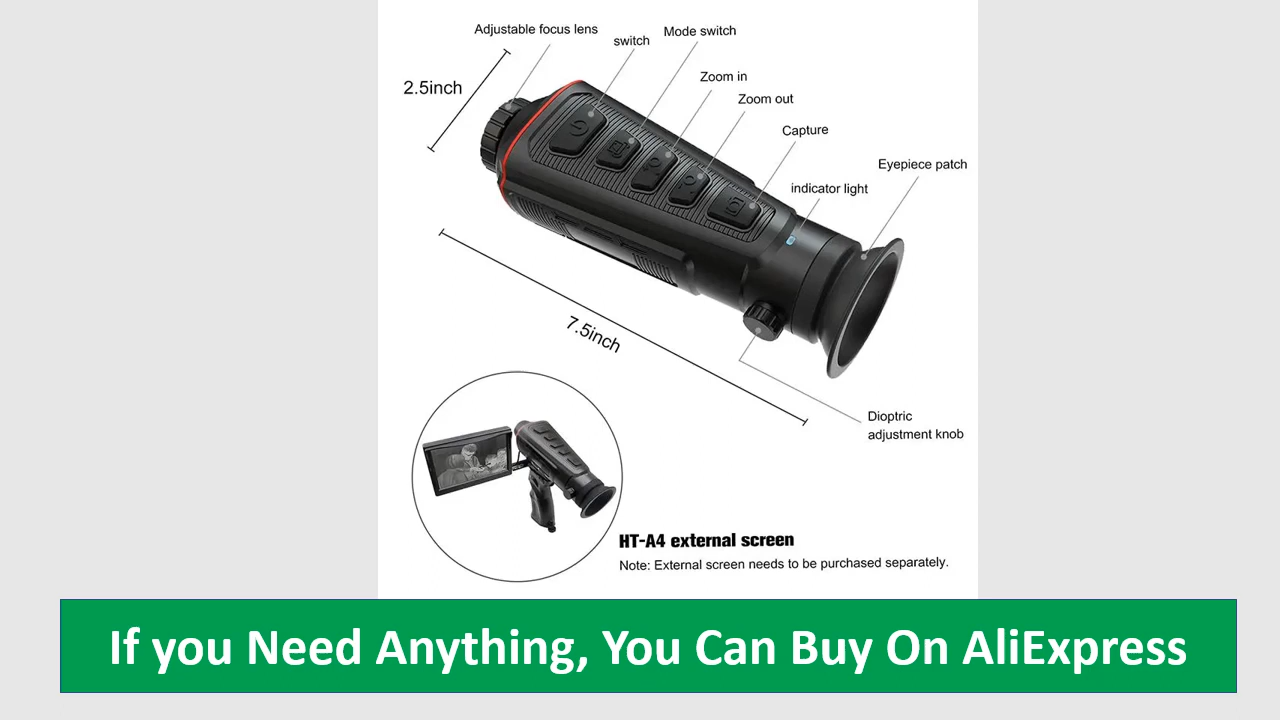 Adjustable focus lens
switch
Mode switch
2.5inch
Zoom in
Zoom out
Capture
Eyepiece patch
indicator light
7.5inch
Dioptric
adjustment knob
HT-A4 external screen
Note: External screen needs to be purchased separately.
If you Need Anything, You Can Buy On AliExpress